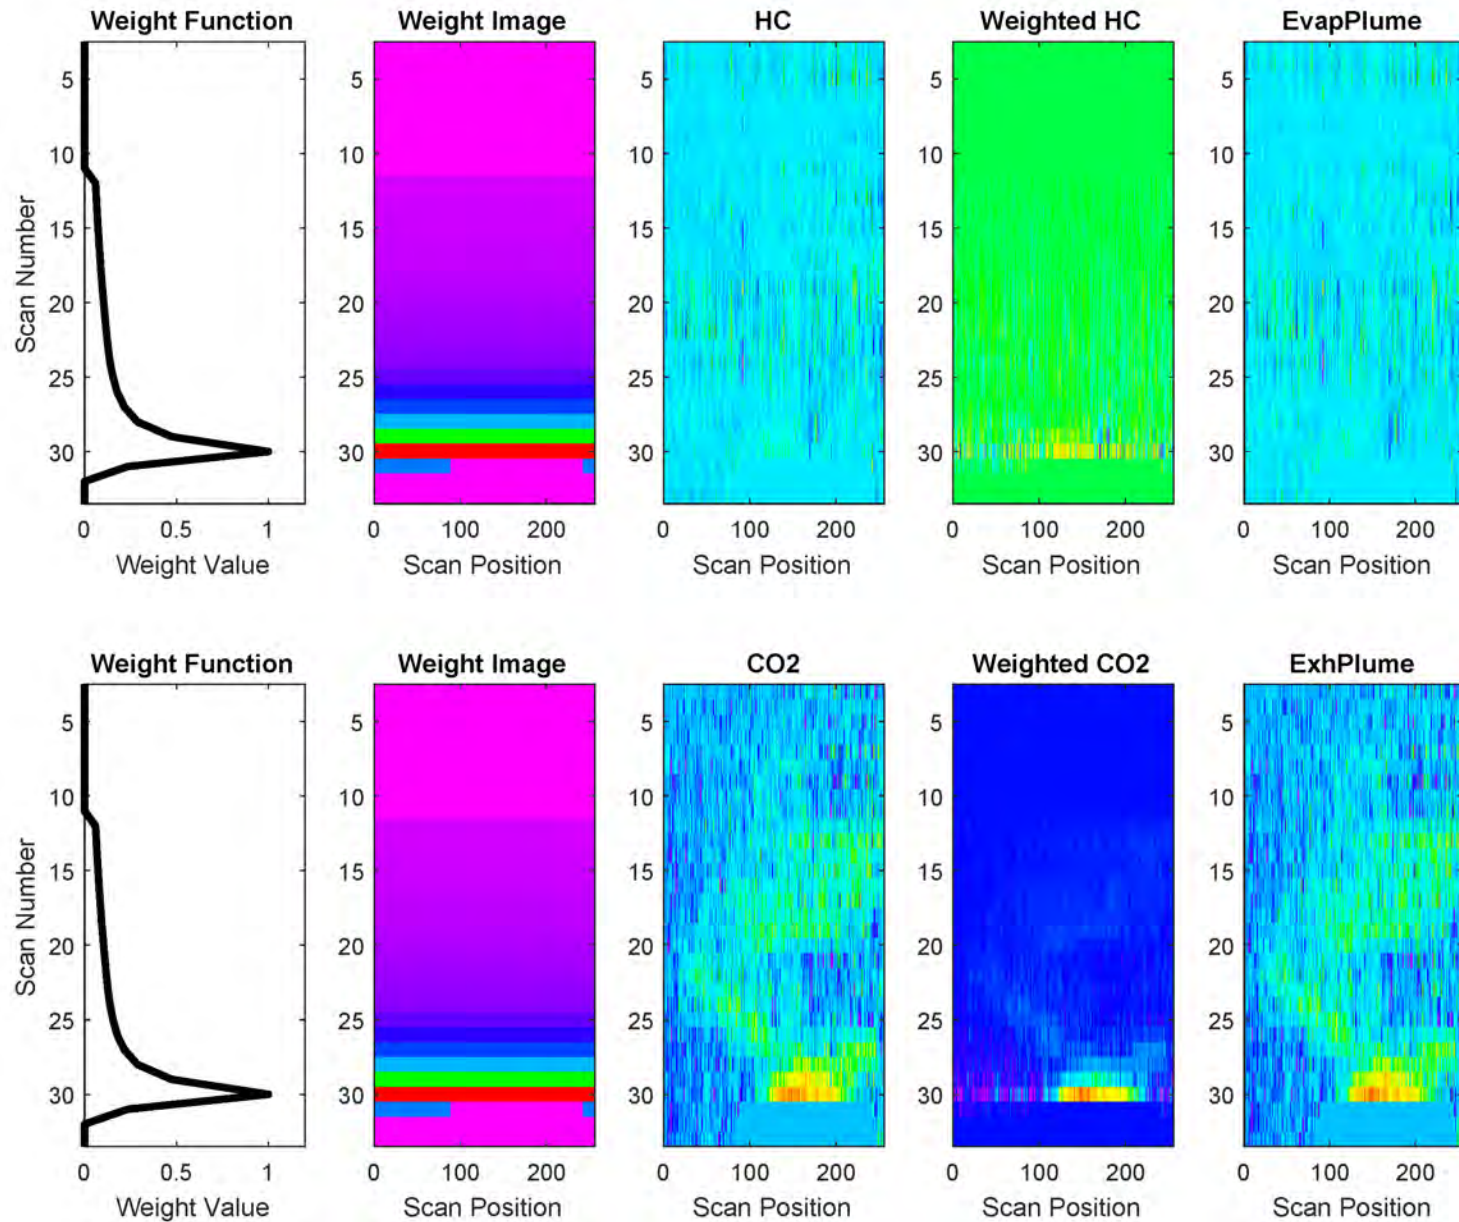 Weight Function Weight Image HC Weighted HC EvapPlume
5 5 5 5 5
10 10 10 10 10
15 15 15 15 15
Scan Number
20 20 20 20 20
25 25 25 25 25
30 30 30 30 30
0 0.5 1 0 100 200 0 100 200 0 100 200 0 100 200
Weight Value Scan Position Scan Position Scan Position Scan Position
Weight Function Weight Image CO2 Weighted CO2 ExhPlume
5 5 5 5 5
10 10 10 10 10
15 15 15 15 15
Scan Number
20 20 20 20 20
25 25 25 25 25
30 30 30 30 30
0 0.5 1 0 100 200 0 100 200 0 100 200 0 100 200
Weight Value Scan Position Scan Position Scan Position Scan Position